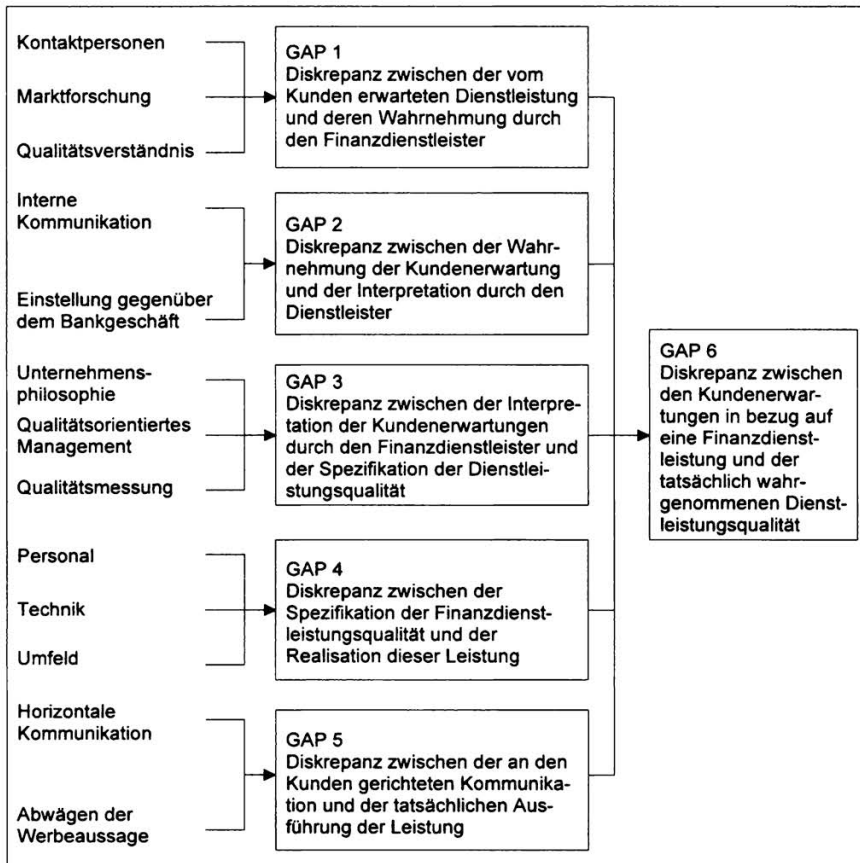 Kontaktpersonen
Marktforschung
Qualitätsverständnis
GAP 1
Diskrepanz zwischen der vom
Kunden erwarteten Dienstleistung
und deren Wahrnehmung durch
den Finanzdienstleister
Interne
Kommunikation
Einstellung gegenüber
dem Bankgeschäft
GAP 2
Diskrepanz zwischen der Wahr-
nehmung der Kundenerwartung
und der Interpretation durch den
Dienstleister
Unternehmens-
philosophie
Qualitätsorientiertes
Management
Qualitätsmessung
GAP 3
Diskrepanz zwischen der Interpre-
tation der Kundenerwartungen
durch den Finanzdienstleister und
der Spezifikation der Dienstlei-
stungsqualität
Personal
Technik
Umfeld
GAP 4
Diskrepanz zwischen der
Spezifikation der Finanzdienst-
leistungsqualität und der
Realisation dieser Leistung
Horizontale
Kommunikation
Abwägen der
Werbeaussage
GAP 5
Diskrepanz zwischen der an den
Kunden gerichteten Kommunika-
tion und der tatsächlichen Aus-
führung der Leistung
GAP 6
Diskrepanz zwischen
den Kundenerwar-
tungen in bezug auf
eine Finanzdienst-
leistung und der
tatsächlich wahr-
genommenen Dienst-
leistungsqualität